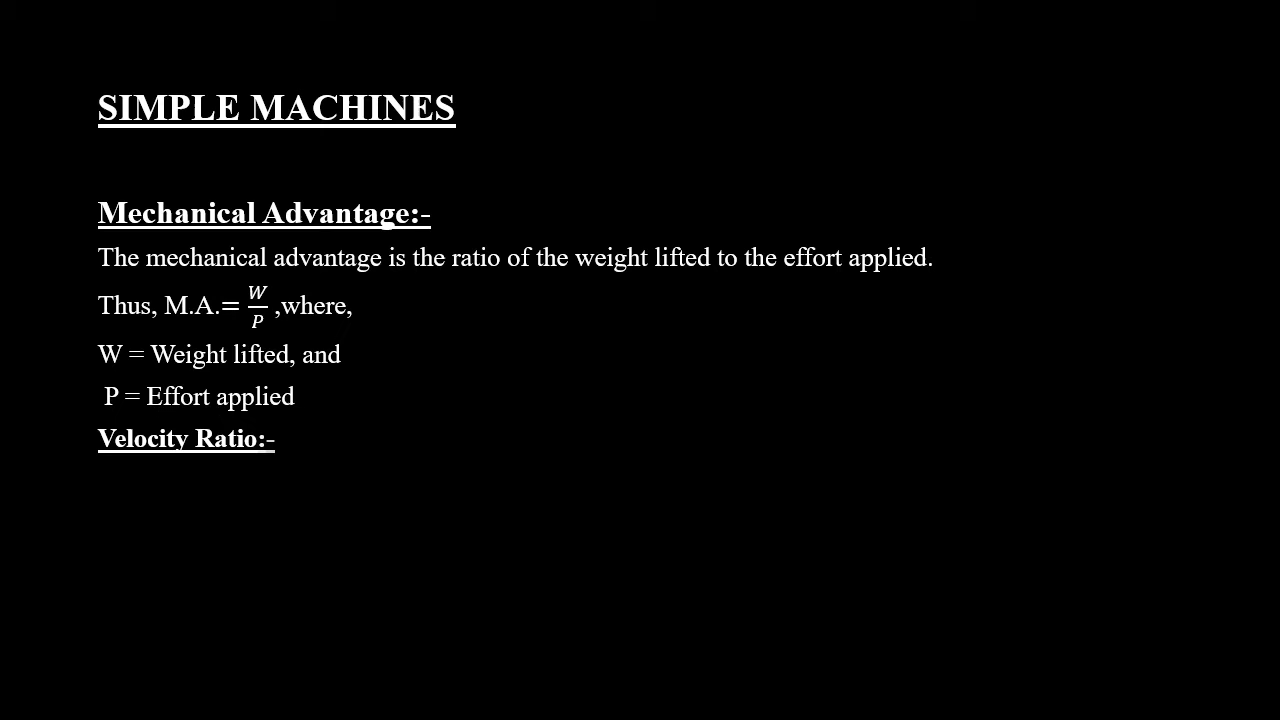 SIMPLE MACHINES
Mechanical Advantage:-
The mechanical advantage is the ratio of the weight lifted to the effort applied.
Thus, M.A.= W/P ,where,
W = Weight lifted, and
P = Effort applied
Velocity Ratio:-